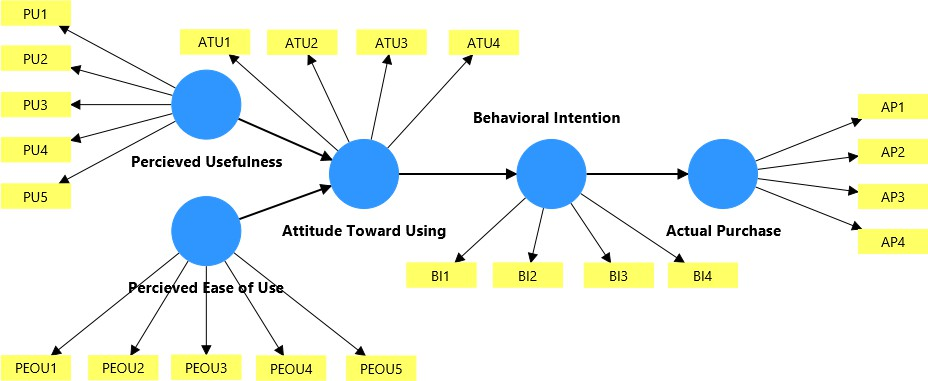 PU1
ATU1
ATU2
ATU3
ATU4
PU2
PU3
AP1
Behavioral Intention
PU4
AP2
Percieved Usefulness
PU5
AP3
Attitude Toward Using
Actual Purchase
AP4
BI1
BI2
BI3
BI4
Percieved Ease of Use
PEOU1
PEOU2
PEOU3
PEOU4
PEOU5